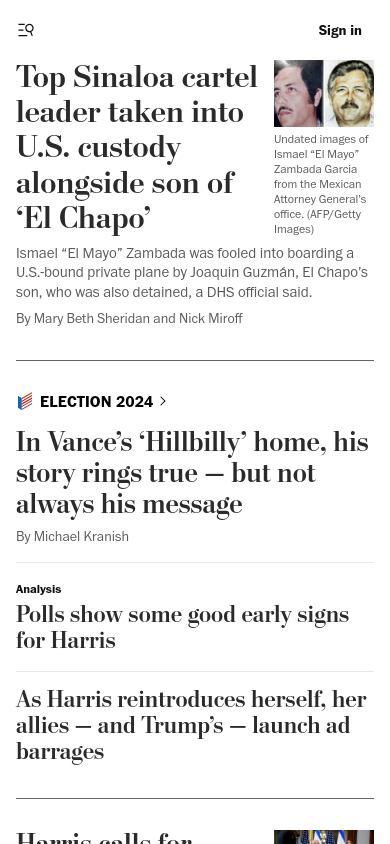 Sign in
Top Sinaloa cartel
leader taken into
U.S. custody
alongside son of
‘El Chapo’
Undated images of
Ismael “El Mayo”
Zambada Garcia
from the Mexican
Attorney General’s
office. (AFP/Getty
Images)
Ismael “El Mayo” Zambada was fooled into boarding a
U.S.-bound private plane by Joaquin Guzmán, El Chapo’s
son, who was also detained, a DHS official said.
By Mary Beth Sheridan and Nick Miroff
ELECTION 2024
In Vance’s ‘Hillbilly’ home, his
story rings true — but not
always his message
By Michael Kranish
Analysis
Polls show some good early signs
for Harris
As Harris reintroduces herself, her
allies — and Trump’s — launch ad
barrages
Harris calls for